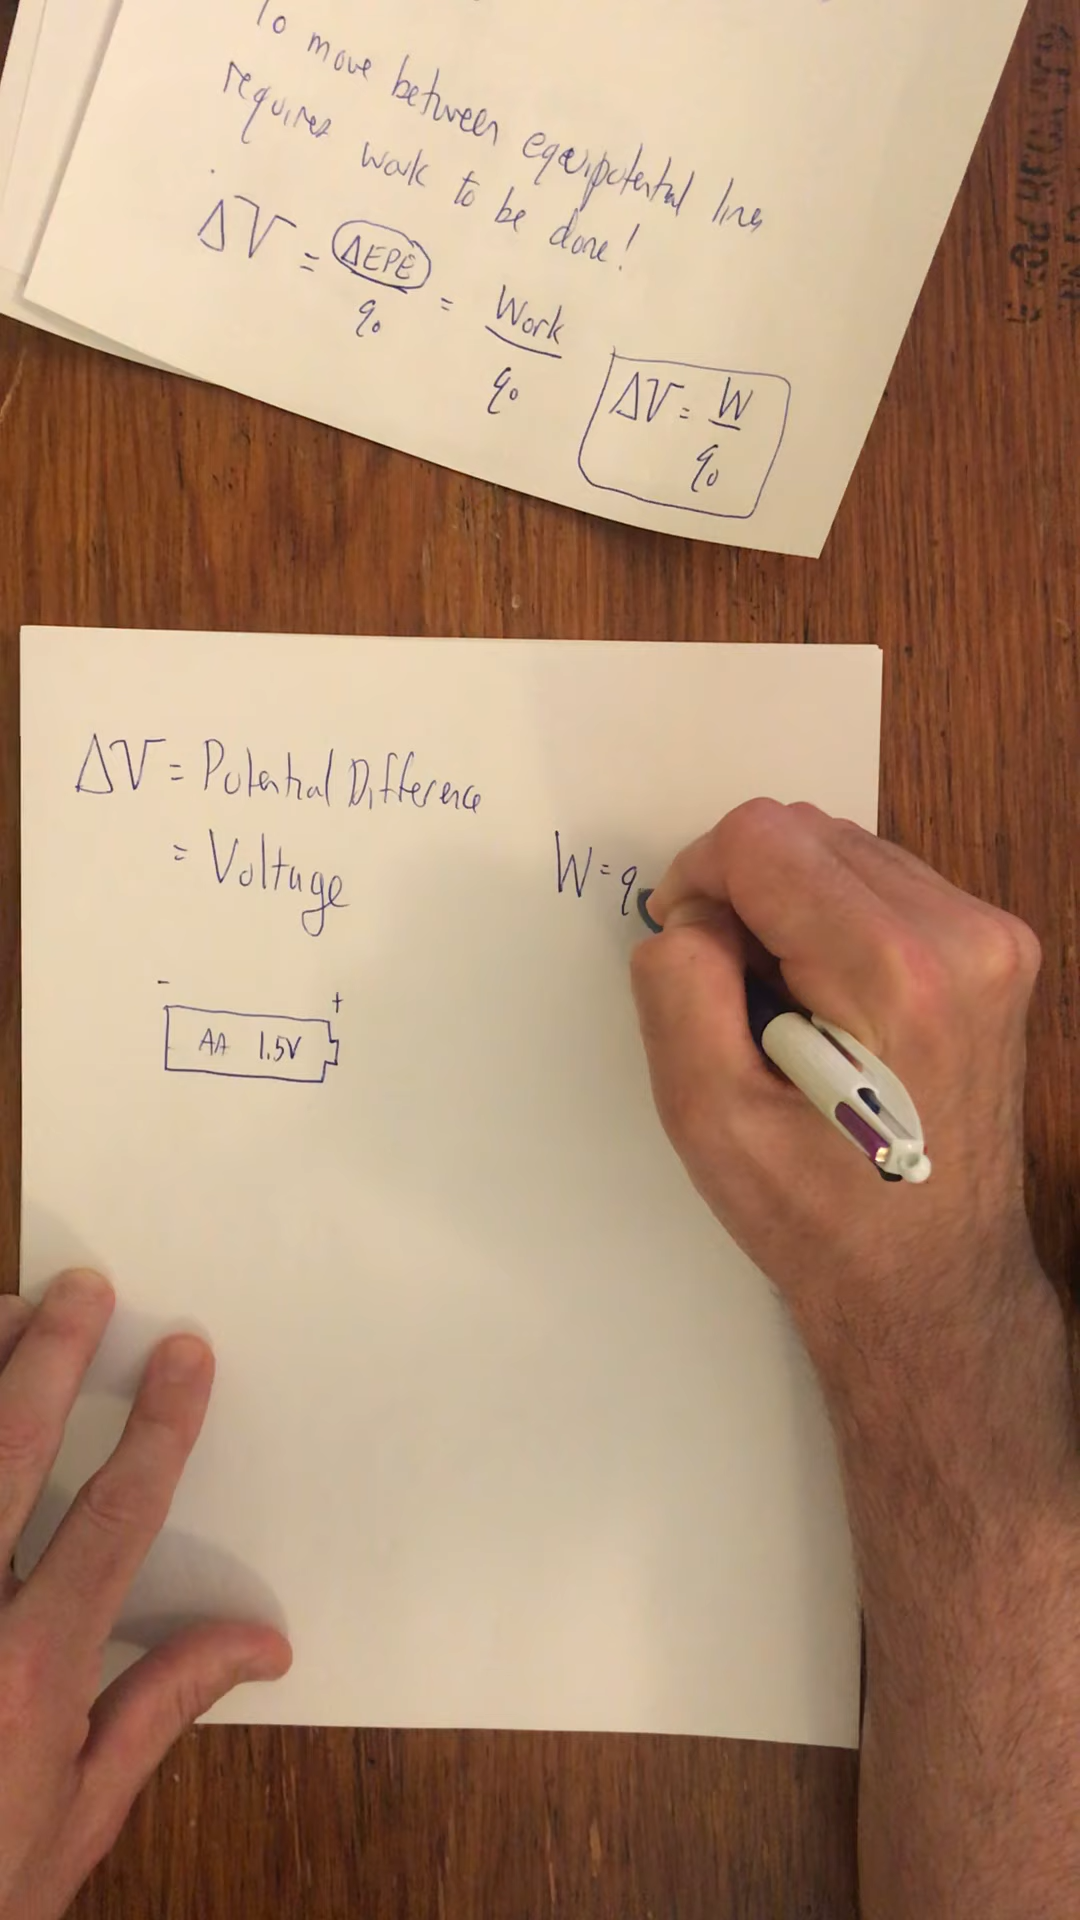 To move between equipotential lines
requires work to be done!
ΔV = ΔEPE/q₀ = Work/q₀
ΔV = W/q₀
ΔV = Potential Difference
= Voltage
W = q
- +
AA 1.5V